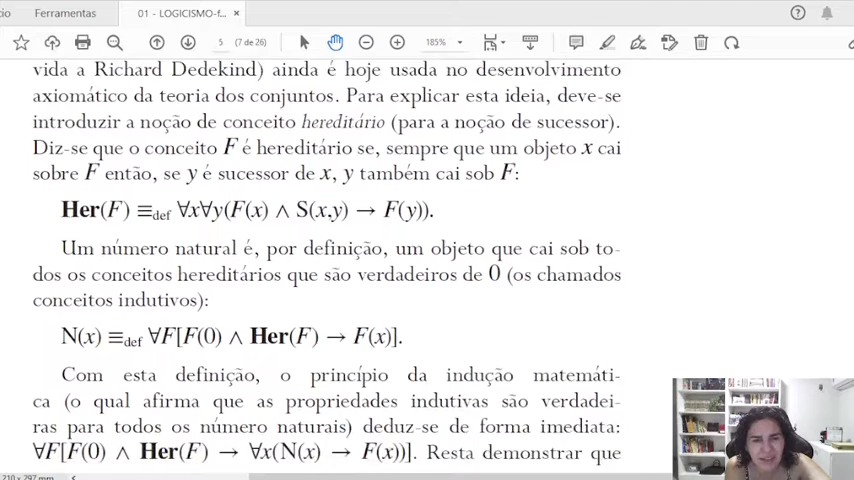 cio
Ferramentas
01 - LOGICISMO-f... ×
5 (7 de 26)
185%
vida a Richard Dedekind) ainda é hoje usada no desenvolvimento
axiomático da teoria dos conjuntos. Para explicar esta ideia, deve-se
introduzir a noção de conceito hereditário (para a noção de sucessor).
Diz-se que o conceito F é hereditário se, sempre que um objeto x cai
sobre F então, se y é sucessor de x, y também cai sob F:
Her(F) ≡def ∀x∀y(F(x) ∧ S(x,y) → F(y)).
Um número natural é, por definição, um objeto que cai sob to-
dos os conceitos hereditários que são verdadeiros de 0 (os chamados
conceitos indutivos):
N(x) ≡def ∀F[F(0) ∧ Her(F) → F(x)].
Com esta definição, o princípio da indução matemáti-
ca (o qual afirma que as propriedades indutivas são verdadei-
ras para todos os número naturais) deduz-se de forma imediata:
∀F[F(0) ∧ Her(F) → ∀x(N(x) → F(x))]. Resta demonstrar que
210 x 297 mm